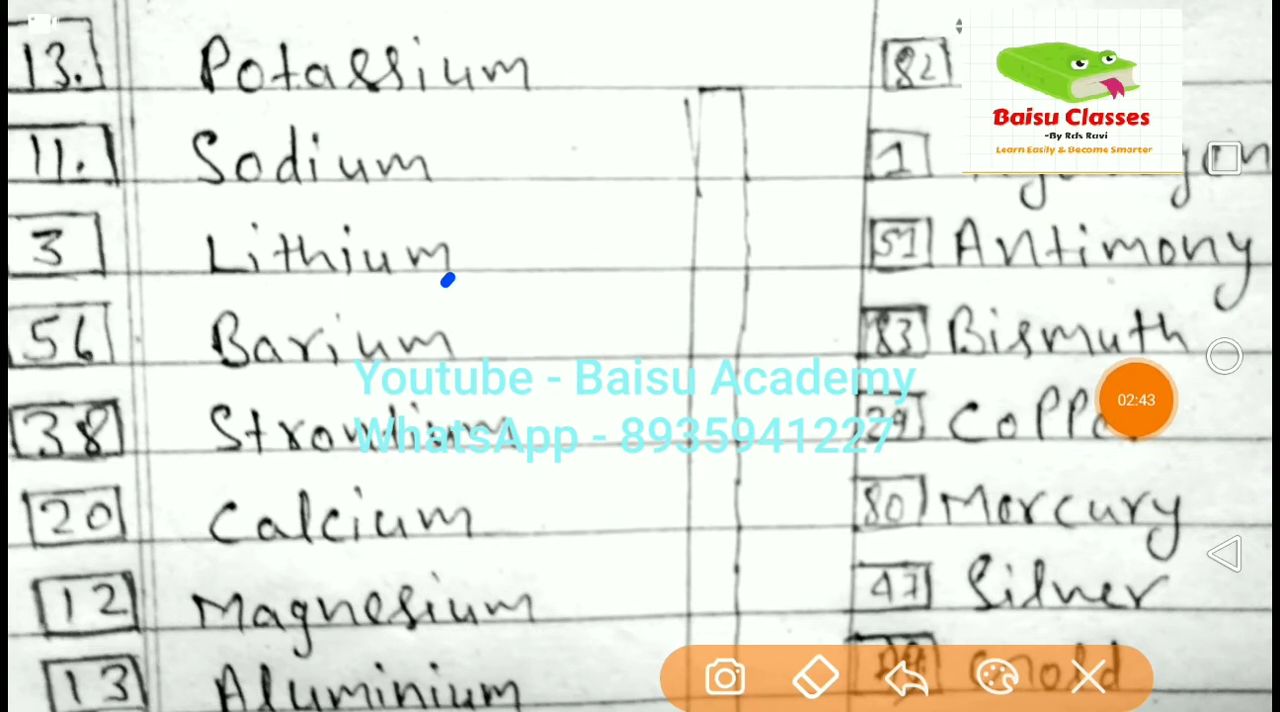 13. Potassium
82
Baisu Classes
-By Rds Ravi
Learn Easily & Become Smarter
11. Sodium
1
3 Lithium
51 Antimony
56 Barium
83 Bismuth
Youtube - Baisu Academy
02:43
38
WhatsApp - 8935941227
29
20 Calcium
80 Mercury
12 Magnesium
47 Silver
13 Aluminium
Gold